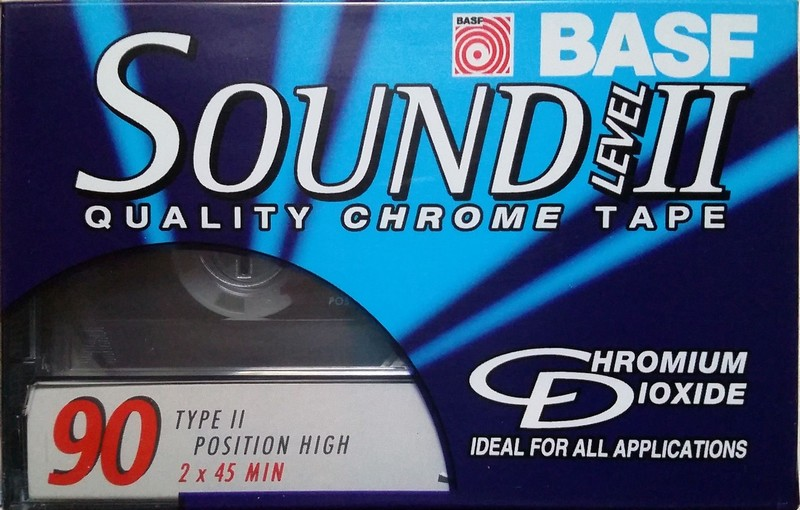 BASF
BASF
SOUND LEVEL II
QUALITY CHROME TAPE
CHROMIUM
DIOXIDE
IDEAL FOR ALL APPLICATIONS
90
TYPE II
POSITION HIGH
2 x 45 MIN